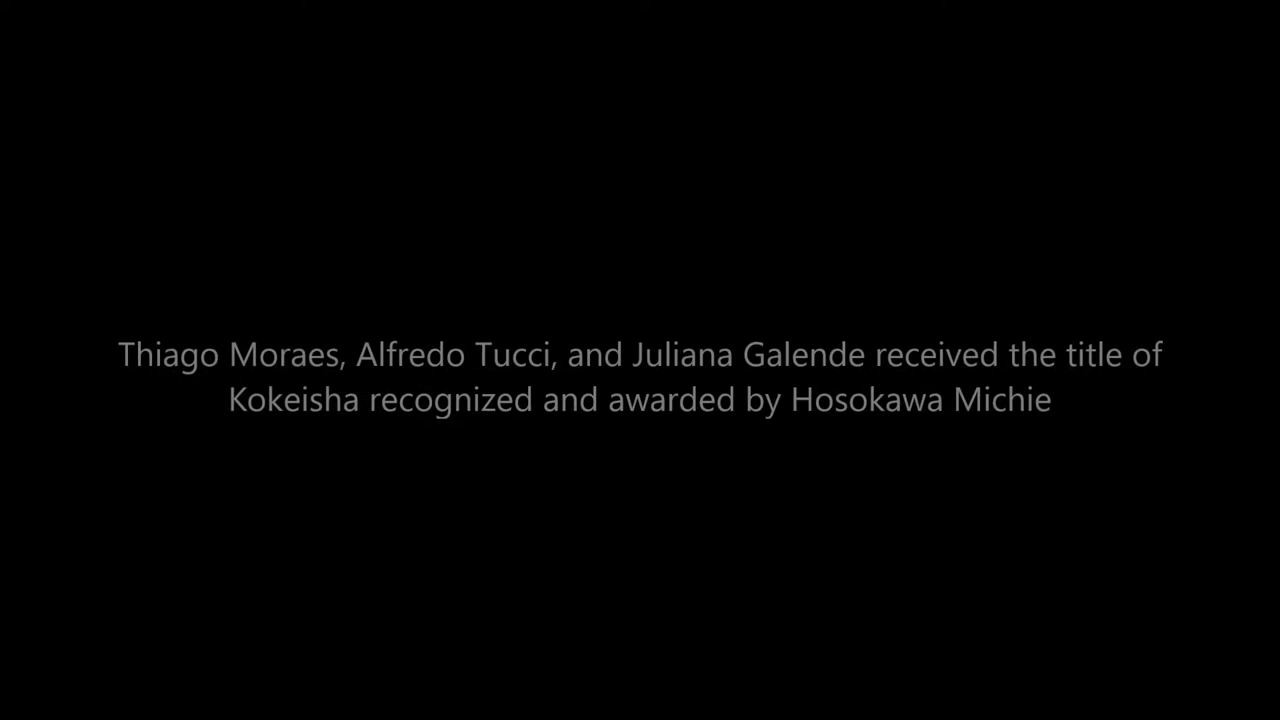 Thiago Moraes, Alfredo Tucci, and Juliana Galende received the title of
Kokeisha recognized and awarded by Hosokawa Michie